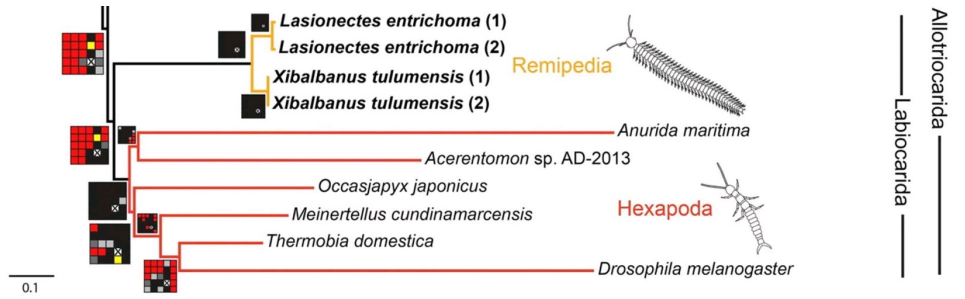 Lasionectes entrichoma (1)
Lasionectes entrichoma (2)
Remipedia
Xibalbanus tulumensis (1)
Xibalbanus tulumensis (2)
Anurida maritima
Acerentomon sp. AD-2013
Occasjapyx japonicus
Hexapoda
Meinertellus cundinamarcensis
Thermobia domestica
Drosophila melanogaster
0.1
Labiocarida
Allotriocarida